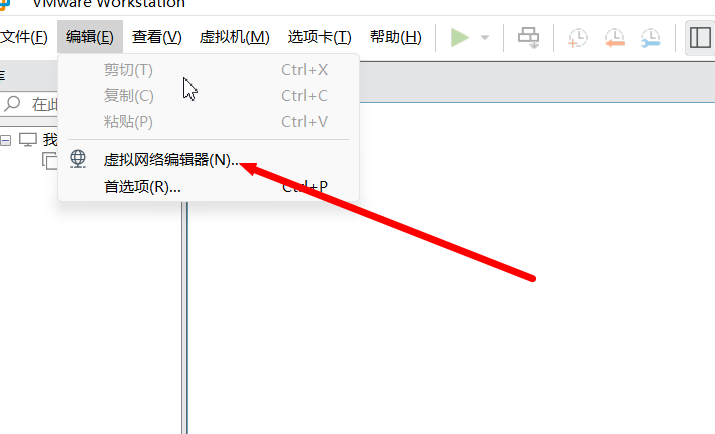 VMware Workstation
文件(F) 编辑(E) 查看(V) 虚拟机(M) 选项卡(T) 帮助(H)
库
剪切(T) Ctrl+X
在此
复制(C) Ctrl+C
粘贴(P) Ctrl+V
我
虚拟网络编辑器(N)...
首选项(R)... Ctrl+P